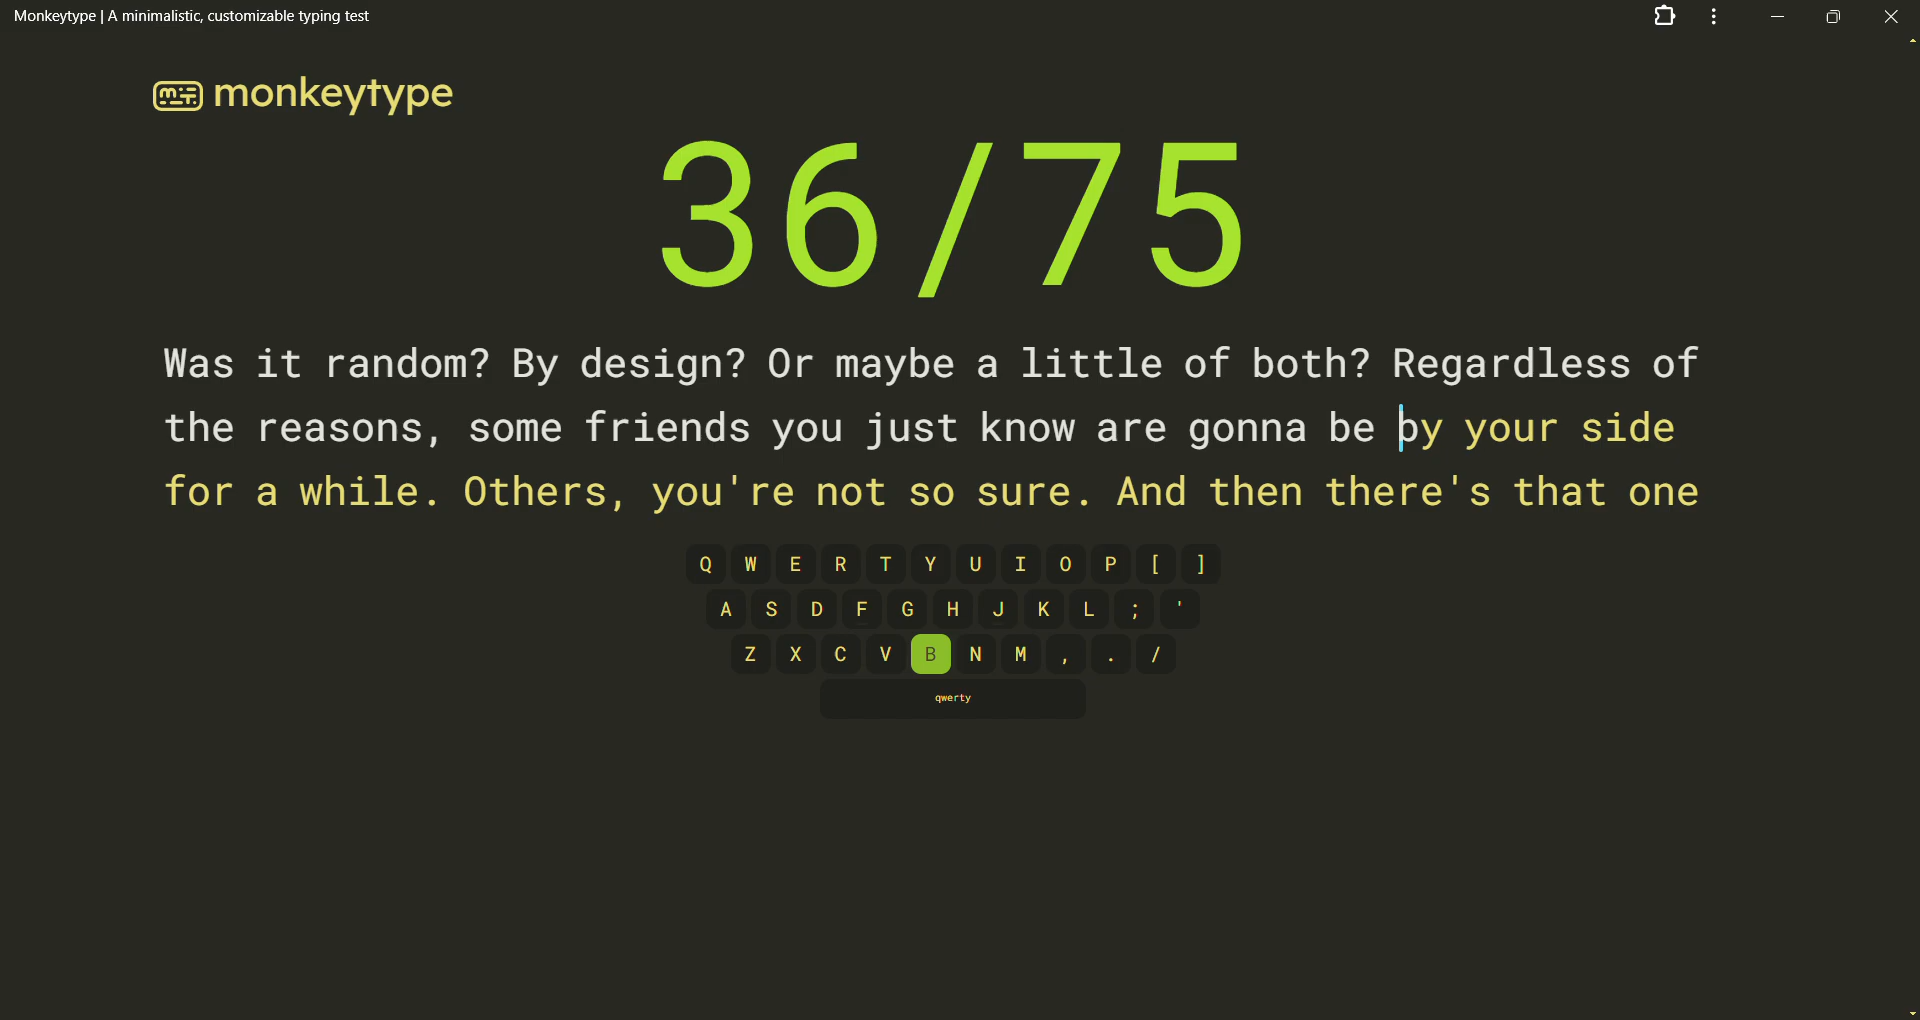 Monkeytype | A minimalistic, customizable typing test
monkeytype
36/75
Was it random? By design? Or maybe a little of both? Regardless of
the reasons, some friends you just know are gonna be by your side
for a while. Others, you're not so sure. And then there's that one
Q W E R T Y U I O P [ ]
A S D F G H J K L ; '
Z X C V B N M , . /
qwerty